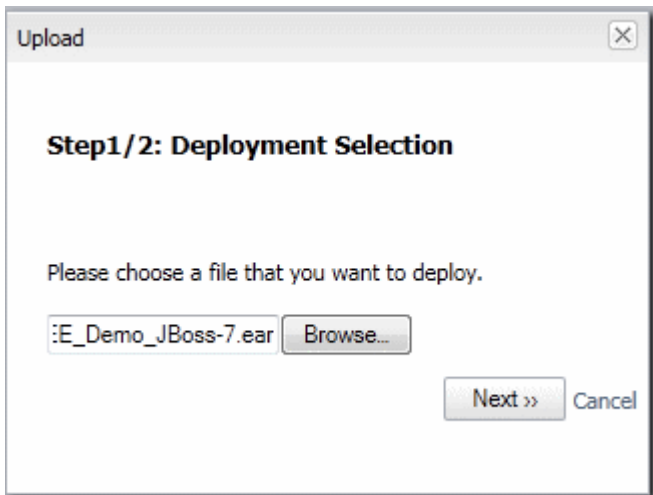 Upload
Step1/2: Deployment Selection
Please choose a file that you want to deploy.
E_Demo_JBoss-7.ear Browse...
Next ›› Cancel